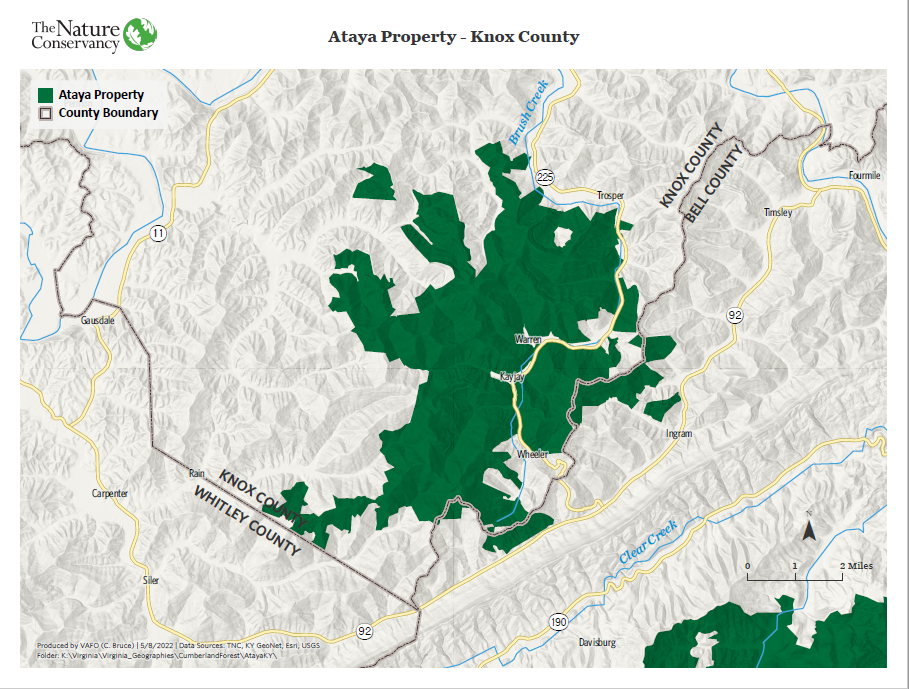 The Nature
Conservancy
Ataya Property - Knox County
Ataya Property
County Boundary
Brush Creek
KNOX COUNTY
BELL COUNTY
Fourmile
225
Trosper
Timsley
11
92
Gausdale
Warren
Kayjay
Ingram
Wheeler
Rain
KNOX COUNTY
WHITLEY COUNTY
Carpenter
Clear Creek
N
0 1 2 Miles
Siler
190
92
Davisburg
Produced by VAFO (C. Bruce) | 5/8/2022 | Data Sources: TNC, KY GeoNet, Esri, USGS
Folder: K:\Virginia\Virginia_Geographies\CumberlandForest\AtayaKY\